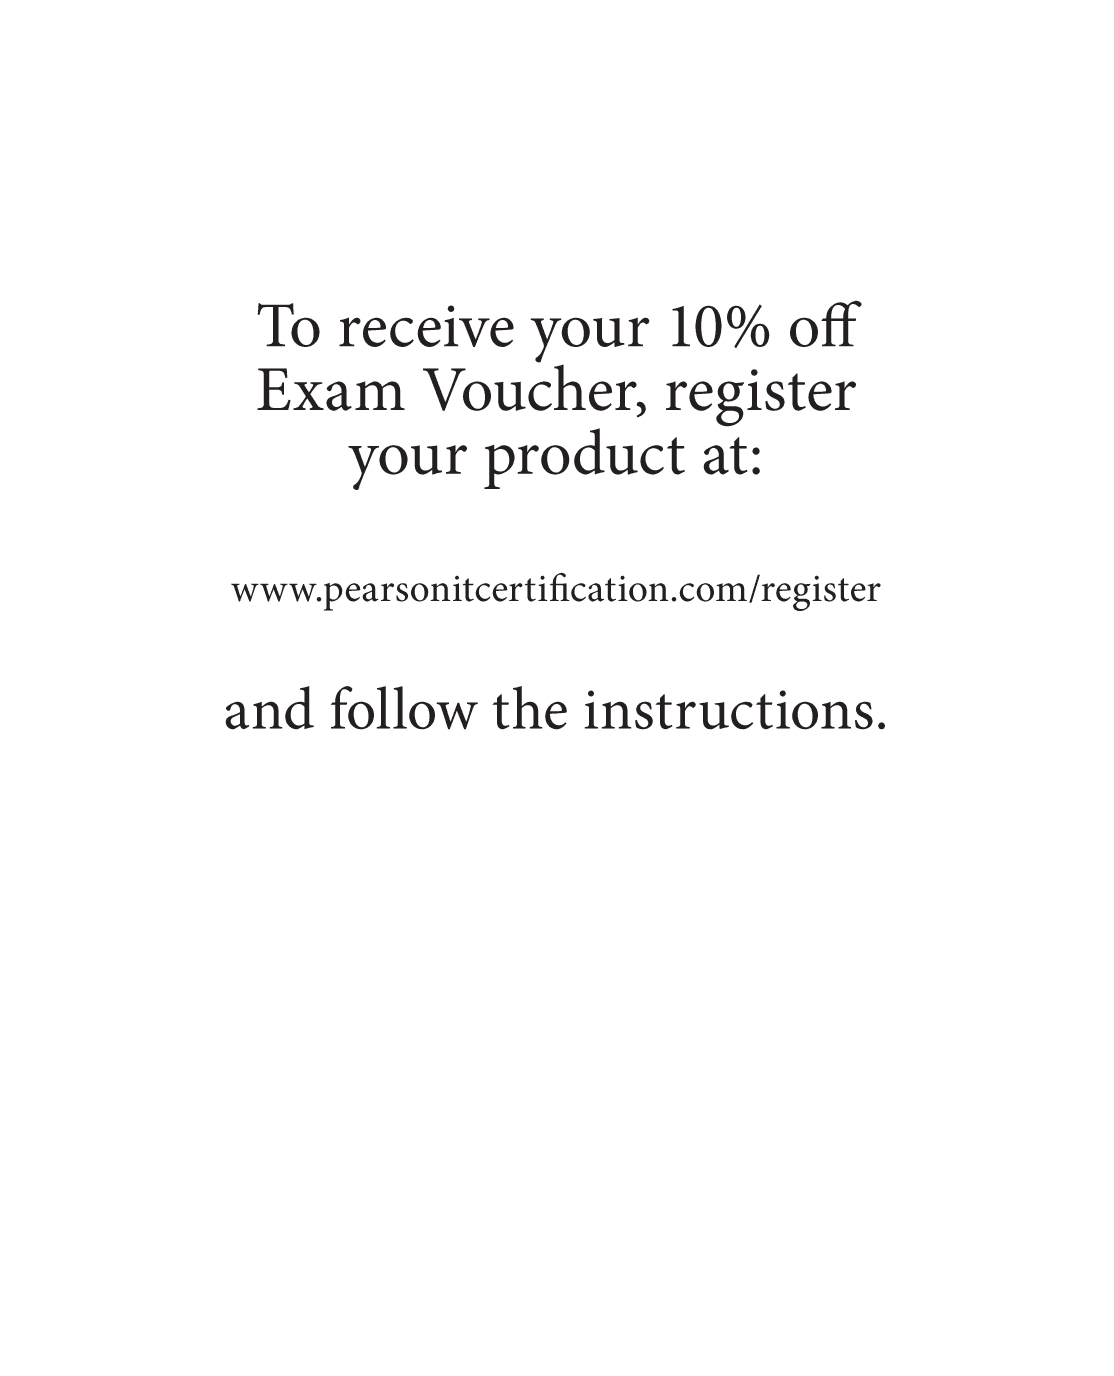 To receive your 10% off
Exam Voucher, register
your product at:
www.pearsonitcertification.com/register
and follow the instructions.